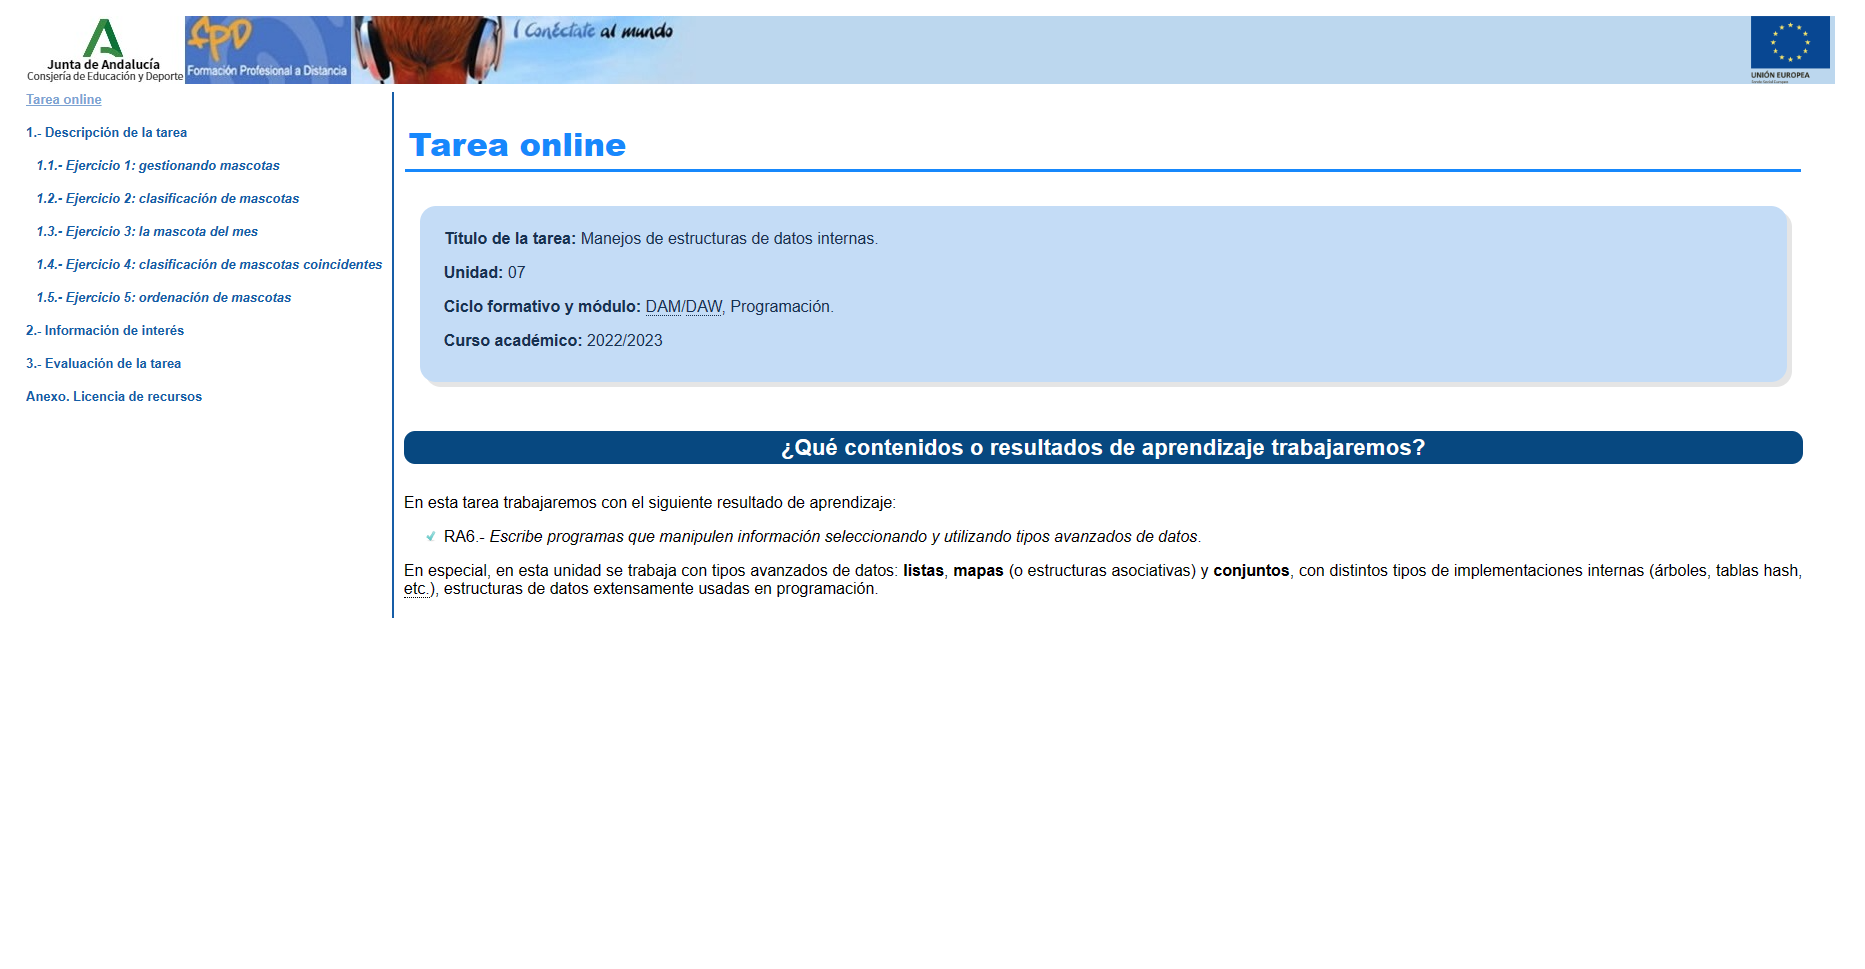 Junta de Andalucía
Consjería de Educación y Deporte
fpD
Formación Profesional a Distancia
Conéctate al mundo
UNIÓN EUROPEA
Fondo Social Europeo
Tarea online
1.- Descripción de la tarea
1.1.- Ejercicio 1: gestionando mascotas
1.2.- Ejercicio 2: clasificación de mascotas
1.3.- Ejercicio 3: la mascota del mes
1.4.- Ejercicio 4: clasificación de mascotas coincidentes
1.5.- Ejercicio 5: ordenación de mascotas
2.- Información de interés
3.- Evaluación de la tarea
Anexo. Licencia de recursos
Tarea online
Título de la tarea: Manejos de estructuras de datos internas.
Unidad: 07
Ciclo formativo y módulo: DAM/DAW, Programación.
Curso académico: 2022/2023
¿Qué contenidos o resultados de aprendizaje trabajaremos?
En esta tarea trabajaremos con el siguiente resultado de aprendizaje:
RA6.- Escribe programas que manipulen información seleccionando y utilizando tipos avanzados de datos.
En especial, en esta unidad se trabaja con tipos avanzados de datos: listas, mapas (o estructuras asociativas) y conjuntos, con distintos tipos de implementaciones internas (árboles, tablas hash,
etc.), estructuras de datos extensamente usadas en programación.